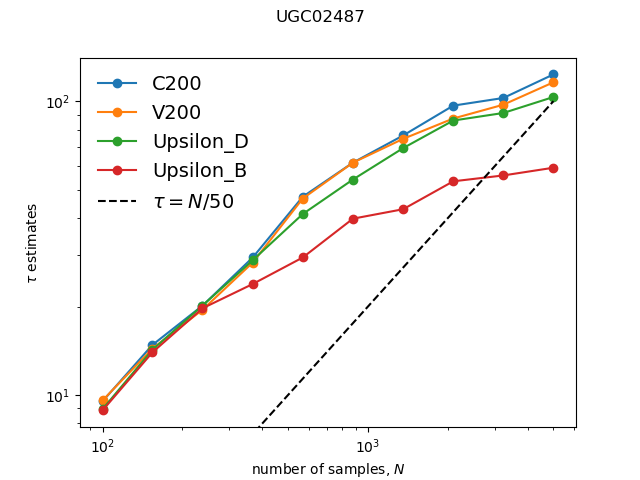 UGC02487
C200
V200
Upsilon_D
Upsilon_B
τ = N/50
τ estimates
10²
10¹
10²
10³
number of samples, N